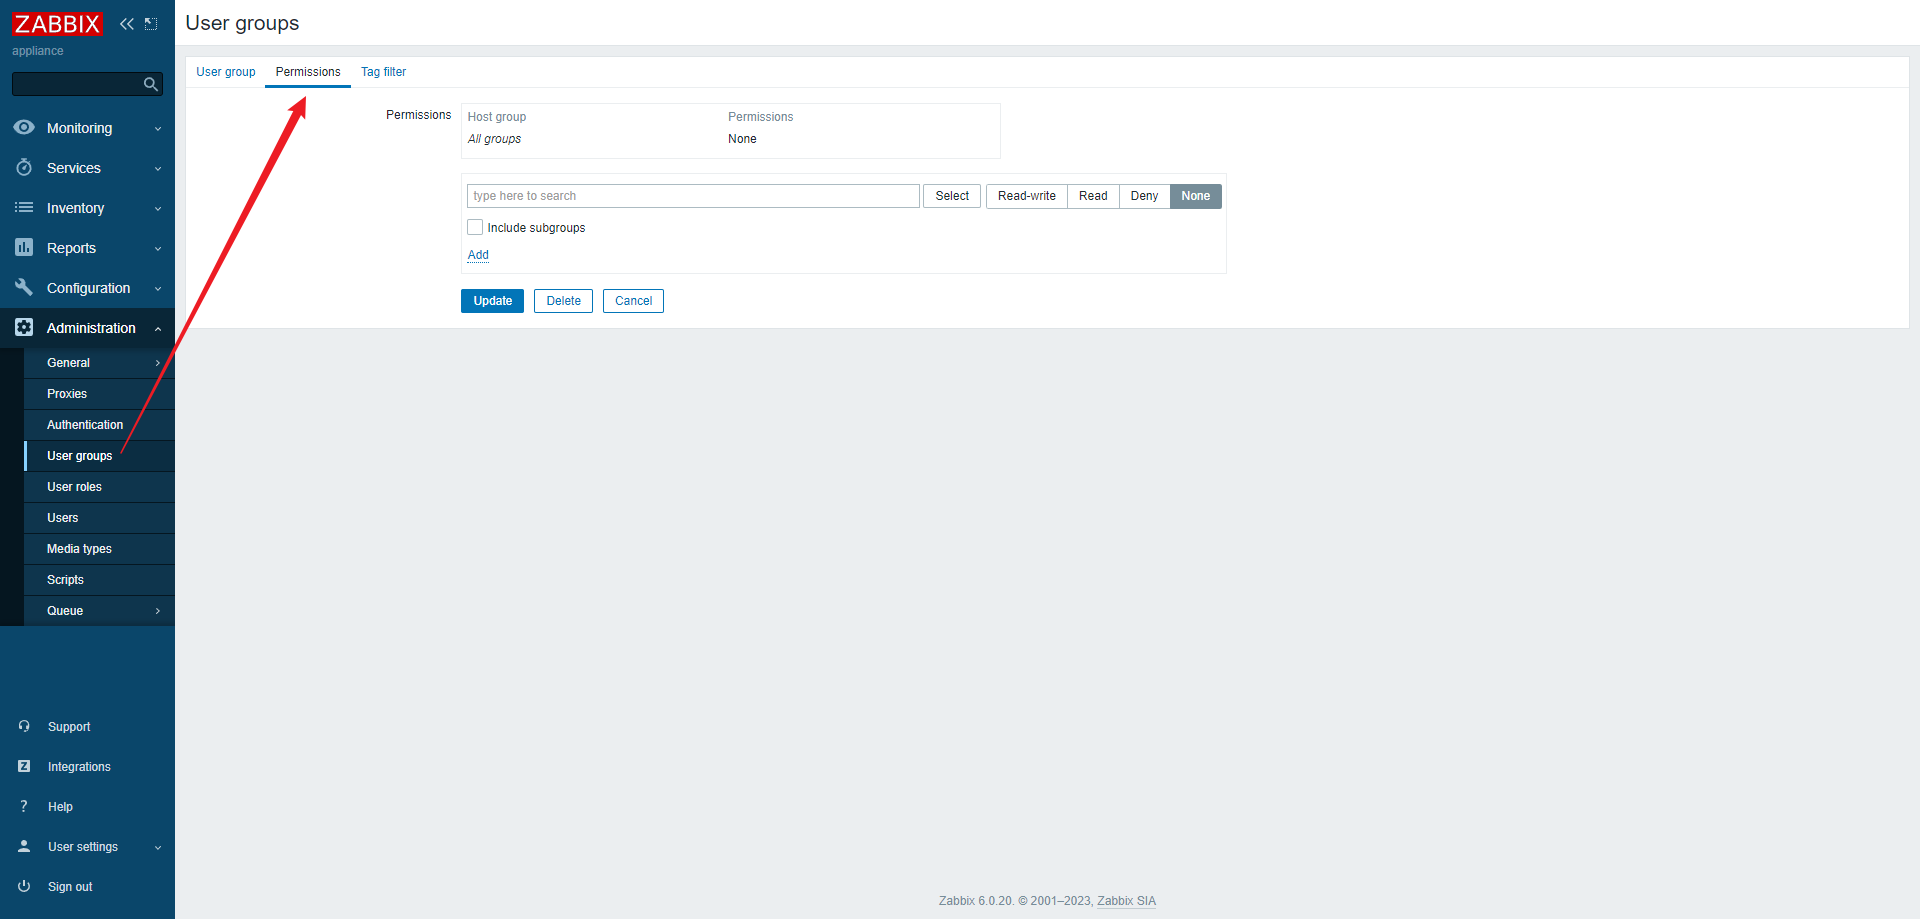 ZABBIX
appliance
Monitoring
Services
Inventory
Reports
Configuration
Administration
General
Proxies
Authentication
User groups
User roles
Users
Media types
Scripts
Queue
Support
Integrations
Help
User settings
Sign out
User groups
User group Permissions Tag filter
Permissions
Host group Permissions
All groups None
type here to search Select Read-write Read Deny None
Include subgroups
Add
Update Delete Cancel
Zabbix 6.0.20. © 2001–2023, Zabbix SIA